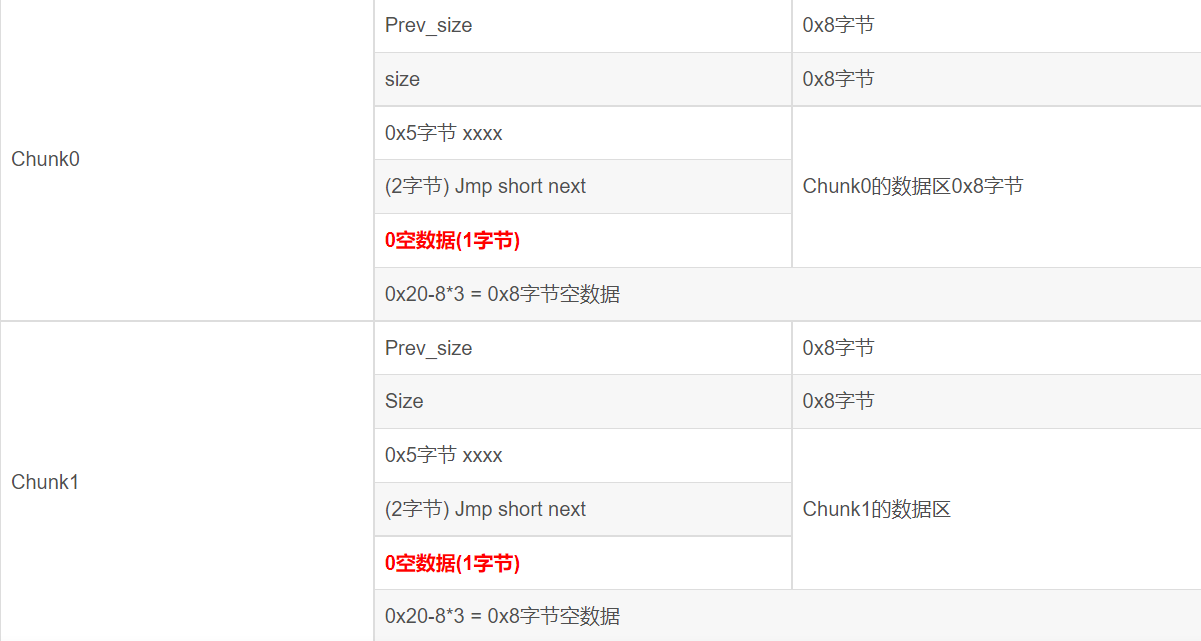 Prev_size 0x8字节
size 0x8字节
0x5字节 xxxx
Chunk0
(2字节) Jmp short next Chunk0的数据区0x8字节
0空数据(1字节)
0x20-8*3 = 0x8字节空数据
Prev_size 0x8字节
Size 0x8字节
0x5字节 xxxx
Chunk1
(2字节) Jmp short next Chunk1的数据区
0空数据(1字节)
0x20-8*3 = 0x8字节空数据